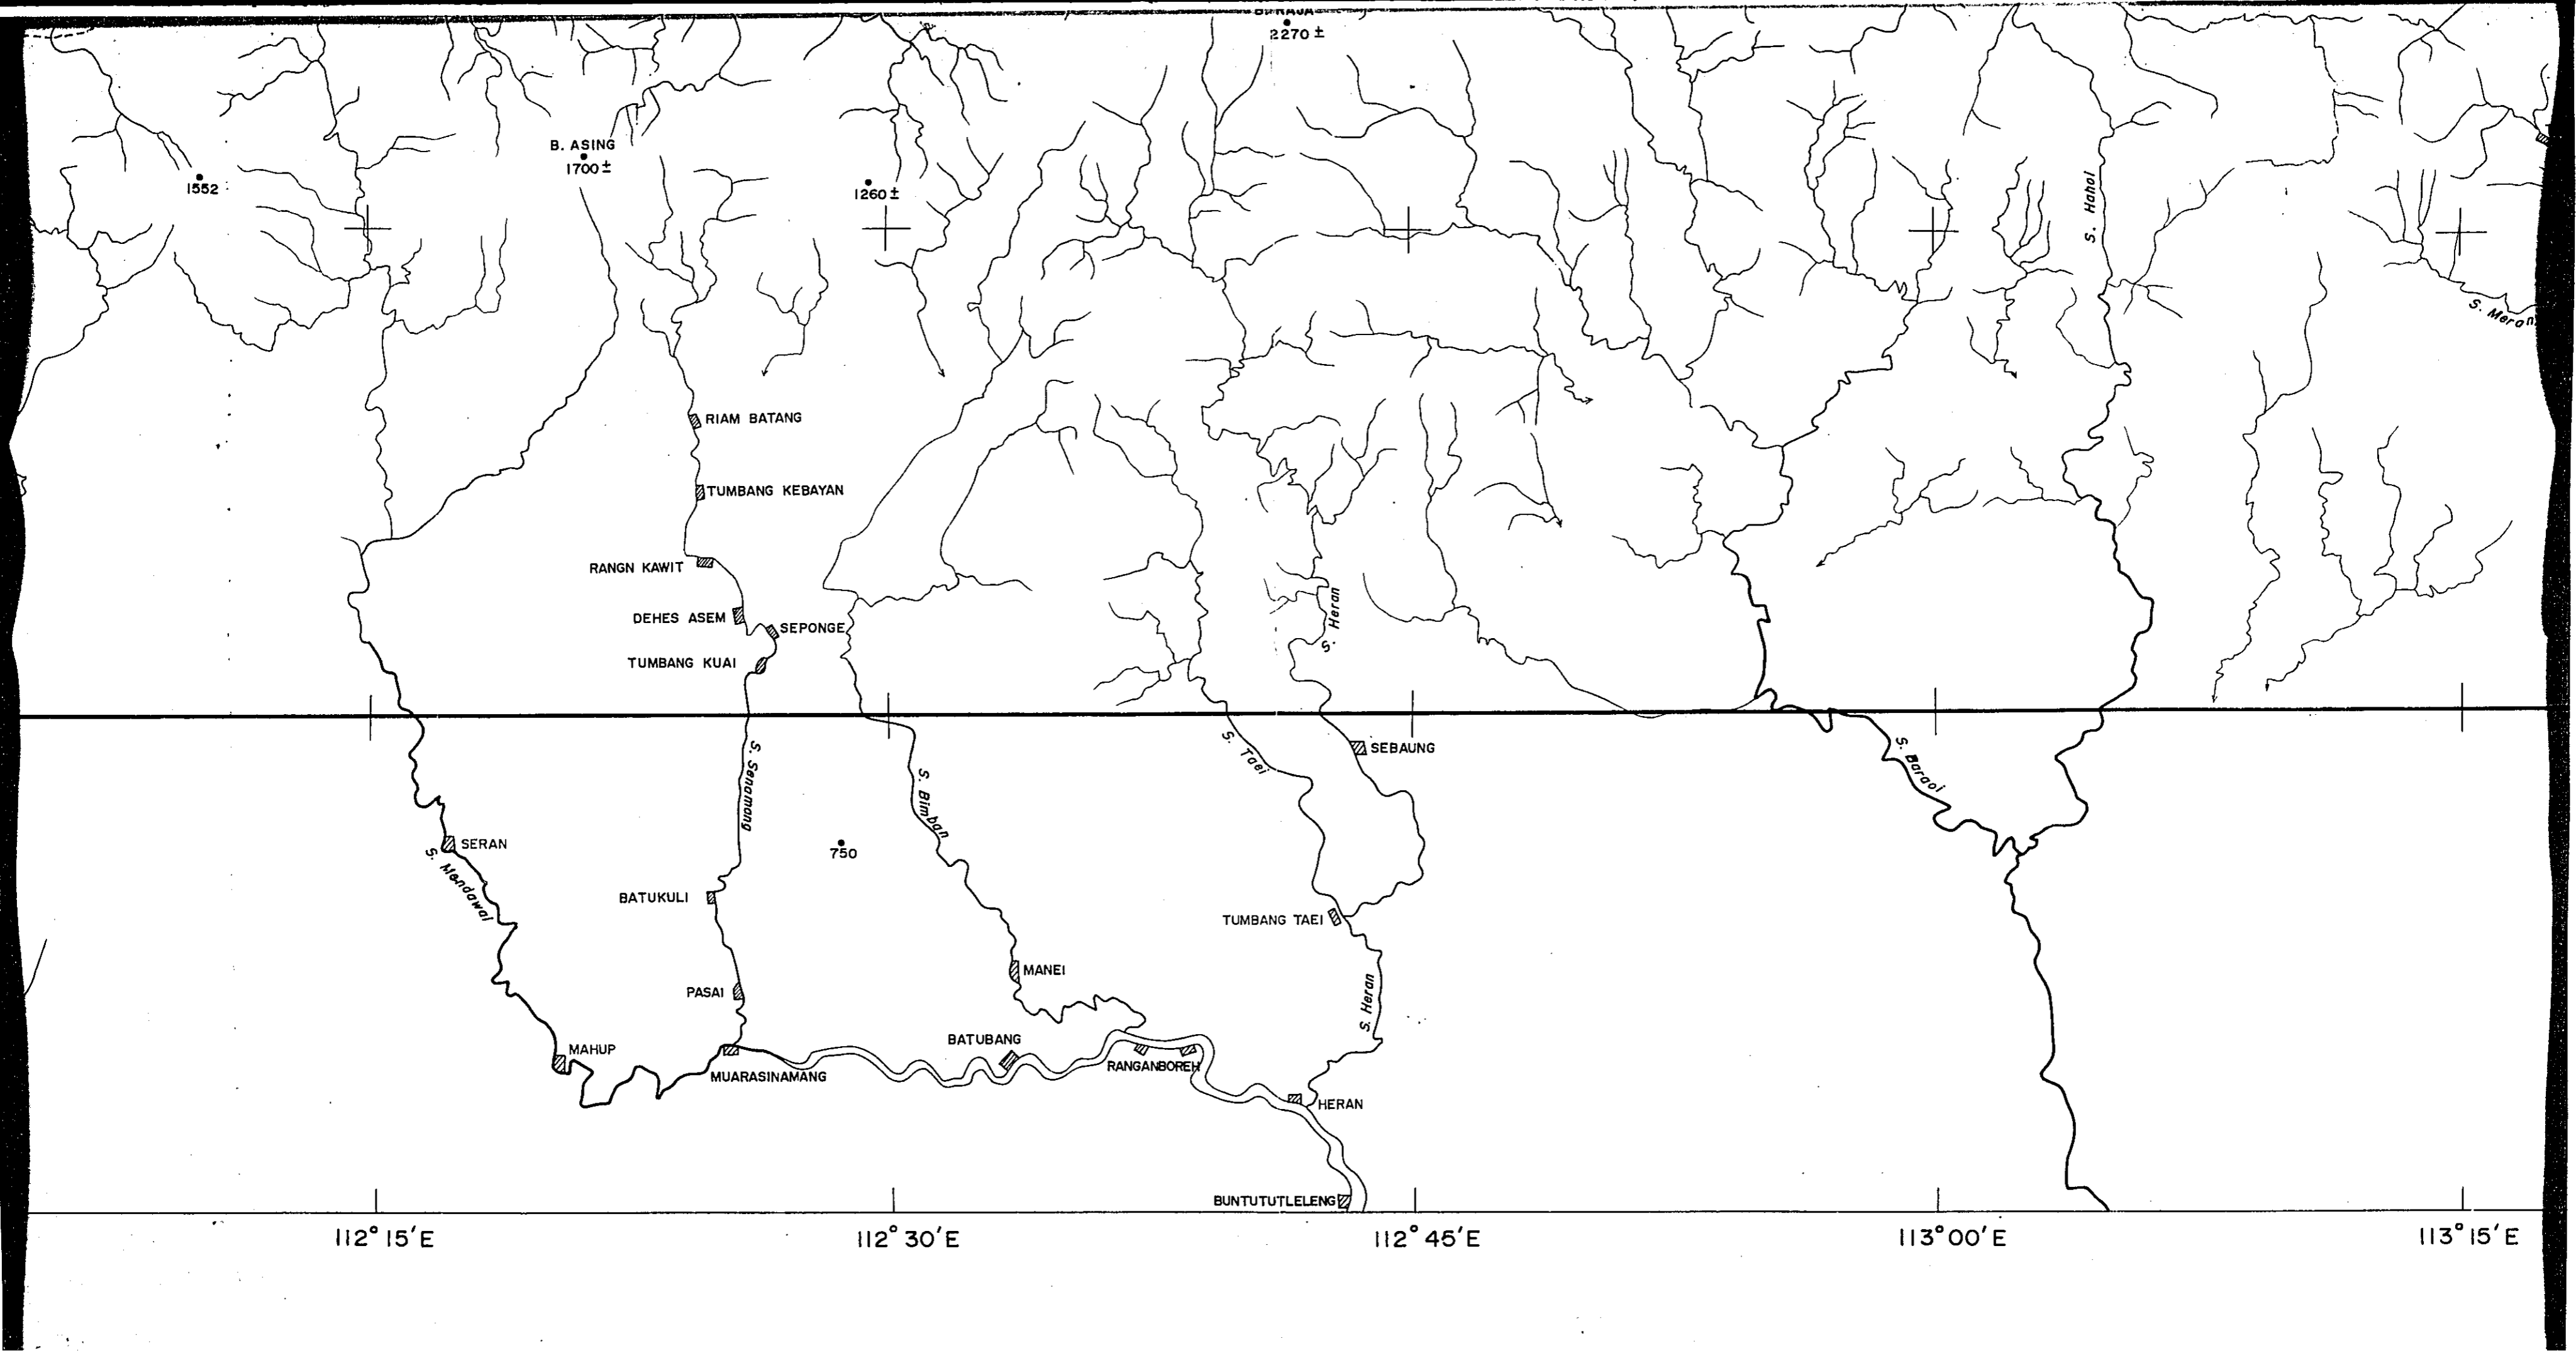 2270 ±
B. ASING
1700 ±
1552
1260 ±
S. Hahol
RIAM BATANG
TUMBANG KEBAYAN
RANGN KAWIT
DEHES ASEM
SEPONGE
TUMBANG KUAI
S. Heran
S. Senamang
S. Bimban
S. Taei
SEBAUNG
S. Baraoi
SERAN
S. Mendawai
750
BATUKULI
TUMBANG TAEI
MANEI
PASAI
S. Heran
MAHUP
MUARASINAMANG
BATUBANG
RANGANBOREH
HERAN
BUNTUTUTLELENG
112° 15' E
112° 30' E
112° 45' E
113° 00' E
113° 15' E